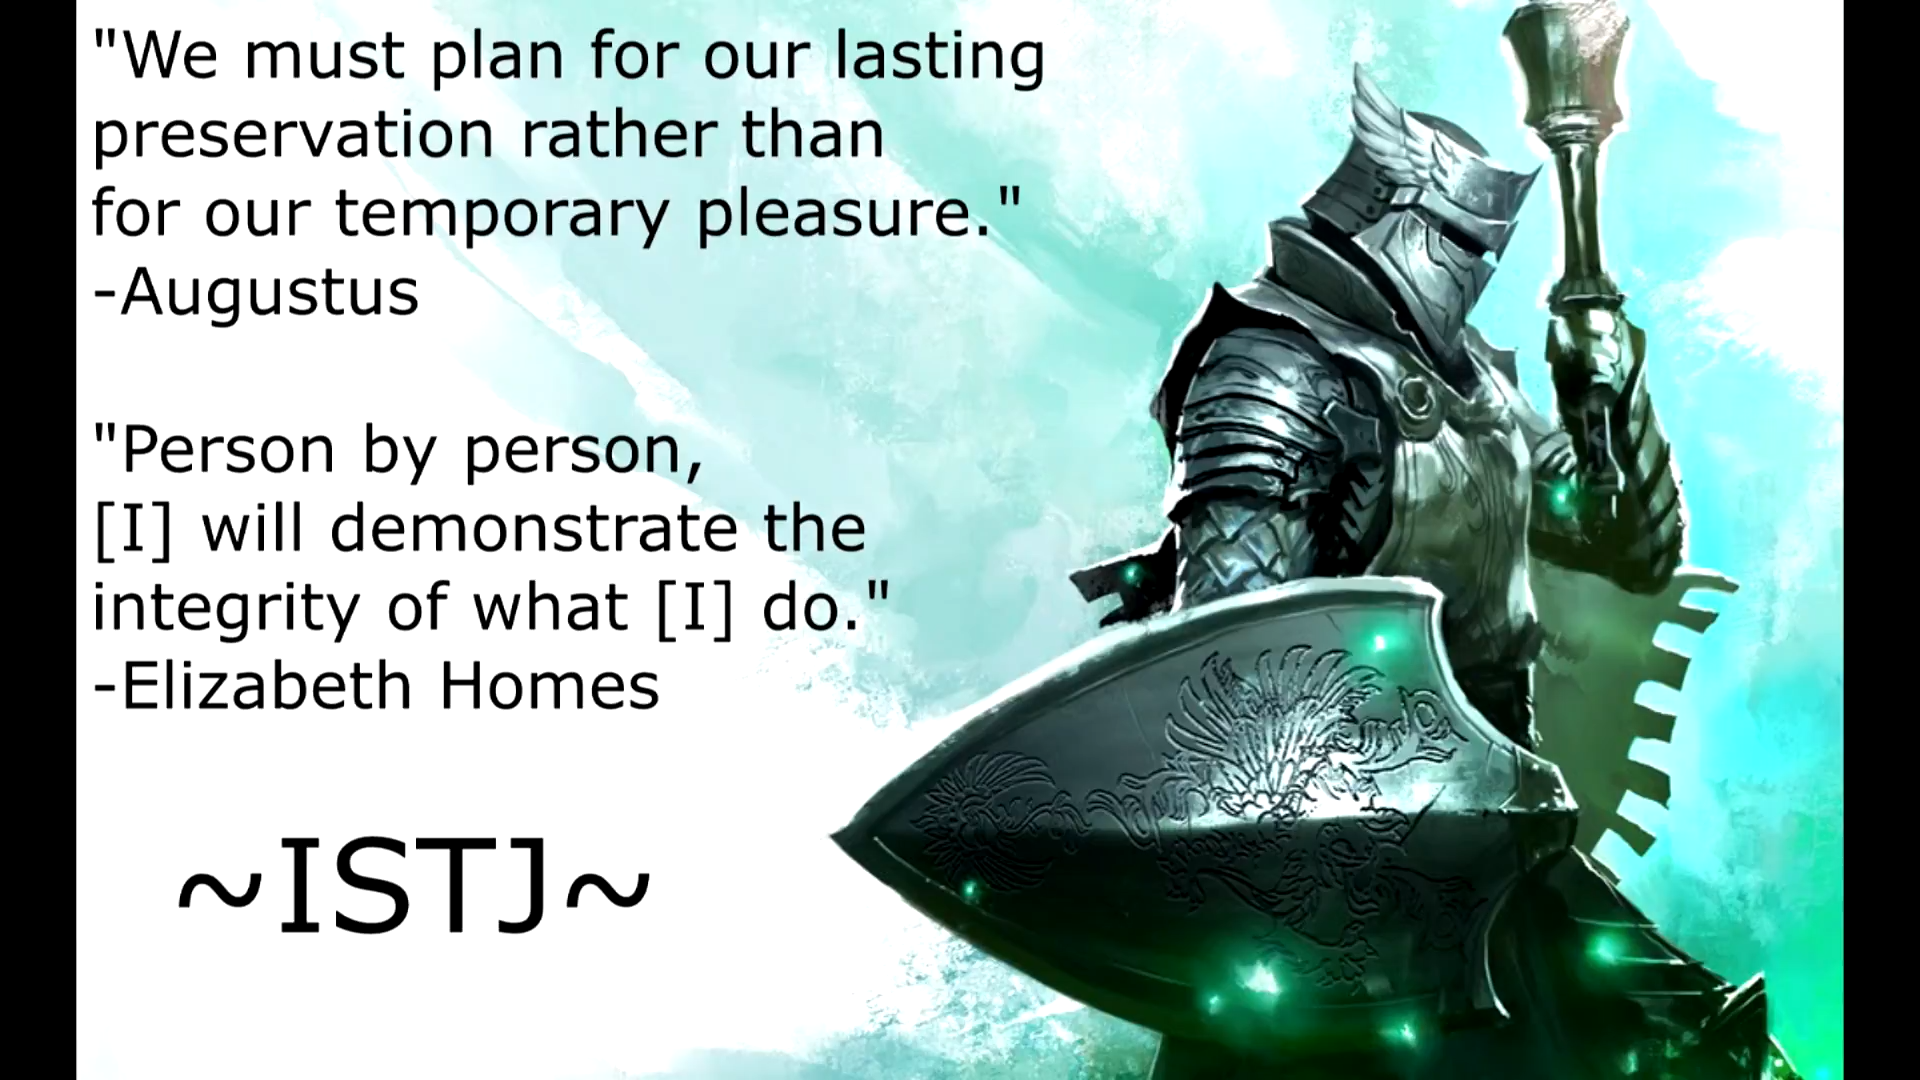 "We must plan for our lasting
preservation rather than
for our temporary pleasure."
-Augustus
"Person by person,
[I] will demonstrate the
integrity of what [I] do."
-Elizabeth Homes
~ISTJ~